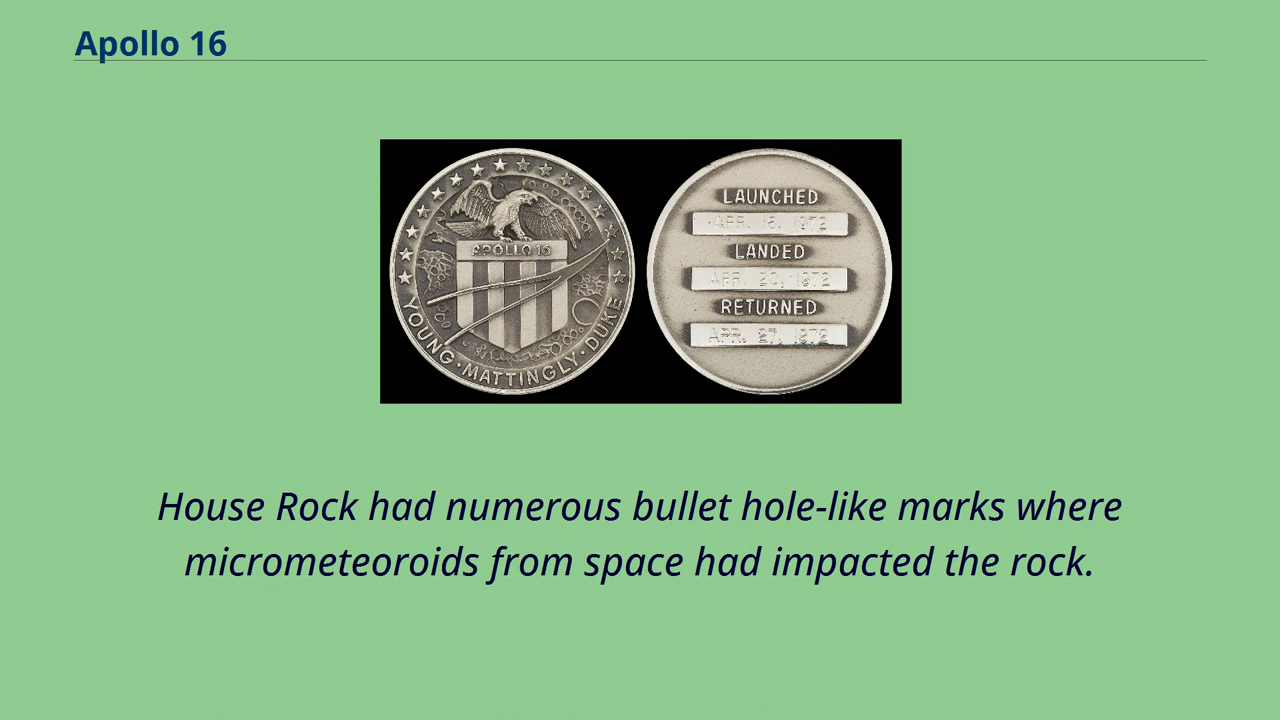 Apollo 16
APOLLO 16
YOUNG · MATTINGLY · DUKE
LAUNCHED
APR. 16, 1972
LANDED
APR. 20, 1972
RETURNED
APR. 27, 1972
House Rock had numerous bullet hole-like marks where
micrometeoroids from space had impacted the rock.